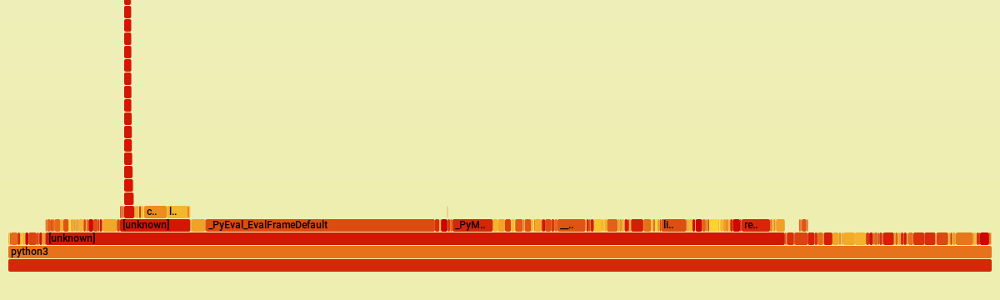 c.. l..
[unknown] _PyEval_EvalFrameDefault _PyM.. __.. li.. re..
[unknown]
python3